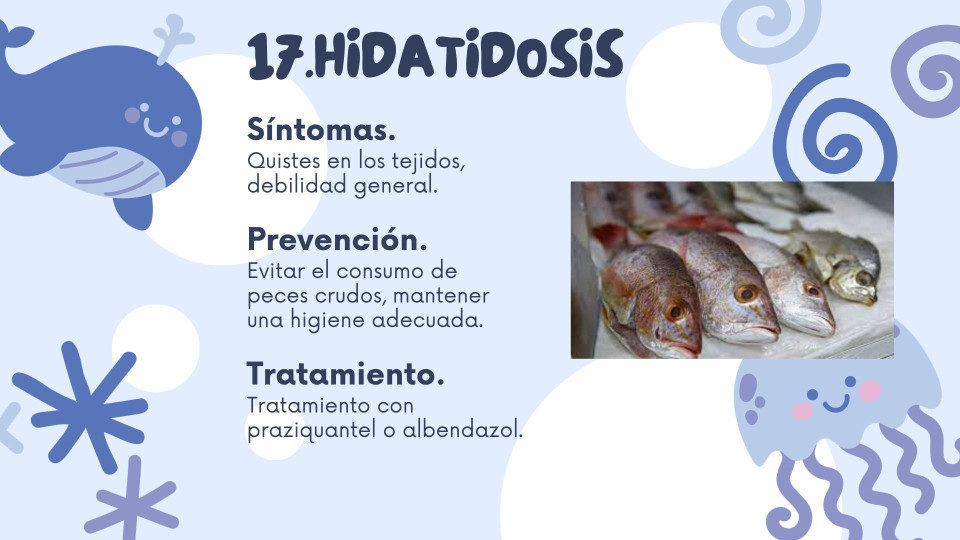 17.HiDATiDoSiS
Síntomas.
Quistes en los tejidos,
debilidad general.
Prevención.
Evitar el consumo de
peces crudos, mantener
una higiene adecuada.
Tratamiento.
Tratamiento con
praziquantel o albendazol.